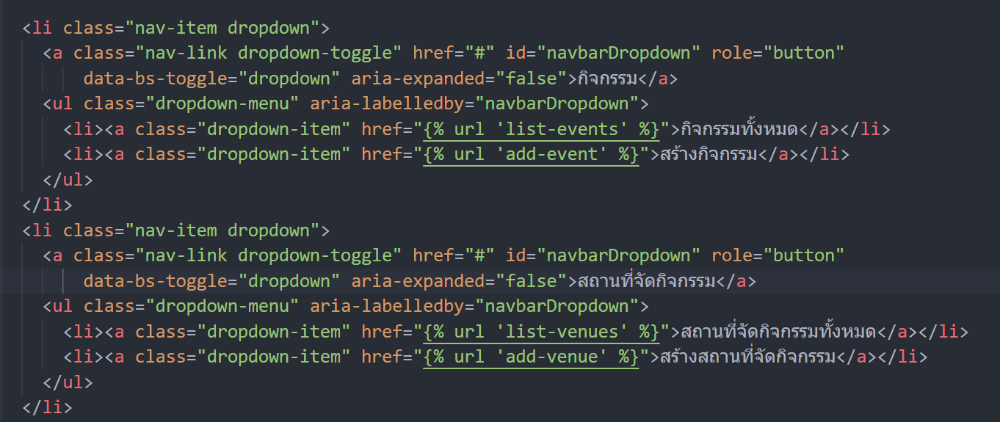 <li class="nav-item dropdown">
<a class="nav-link dropdown-toggle" href="#" id="navbarDropdown" role="button"
data-bs-toggle="dropdown" aria-expanded="false">กิจกรรม</a>
<ul class="dropdown-menu" aria-labelledby="navbarDropdown">
<li><a class="dropdown-item" href="{% url 'list-events' %}">กิจกรรมทั้งหมด</a></li>
<li><a class="dropdown-item" href="{% url 'add-event' %}">สร้างกิจกรรม</a></li>
</ul>
</li>
<li class="nav-item dropdown">
<a class="nav-link dropdown-toggle" href="#" id="navbarDropdown" role="button"
data-bs-toggle="dropdown" aria-expanded="false">สถานที่จัดกิจกรรม</a>
<ul class="dropdown-menu" aria-labelledby="navbarDropdown">
<li><a class="dropdown-item" href="{% url 'list-venues' %}">สถานที่จัดกิจกรรมทั้งหมด</a></li>
<li><a class="dropdown-item" href="{% url 'add-venue' %}">สร้างสถานที่จัดกิจกรรม</a></li>
</ul>
</li>